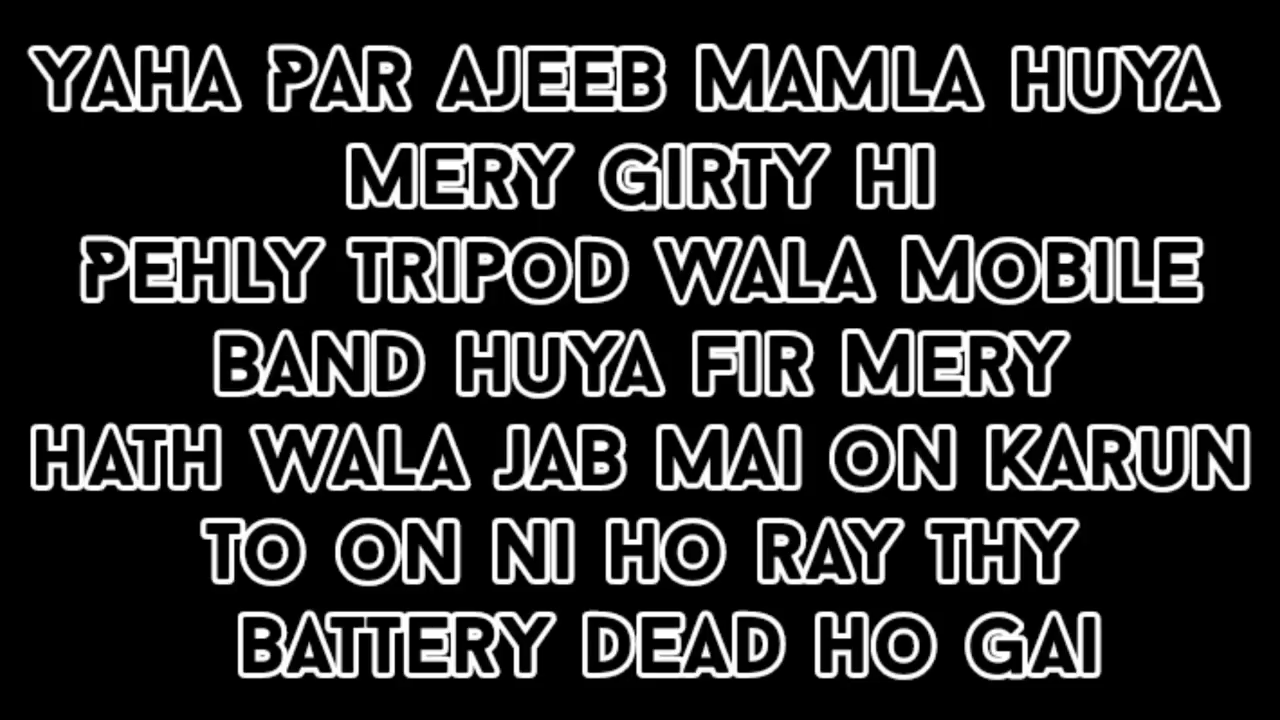 YAHA PAR AJEEB MAMLA HUYA
MERY GIRTY HI
PEHLY TRIPOD WALA MOBILE
BAND HUYA FIR MERY
HATH WALA JAB MAI ON KARUN
TO ON NI HO RAY THY
BATTERY DEAD HO GAI